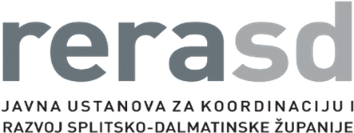 rerasd
JAVNA USTANOVA ZA KOORDINACIJU I
RAZVOJ SPLITSKO-DALMATINSKE ŽUPANIJE